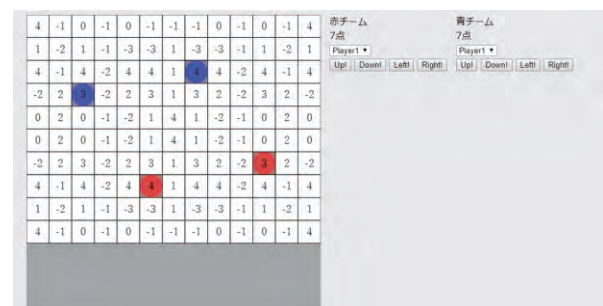 4 -1 0 -1 0 -1 -1 -1 0 -1 0 -1 4
1 -2 1 -1 -3 -3 1 -3 -3 -1 1 -2 1
4 -1 4 -2 4 4 1 4 4 -2 4 -1 4
-2 2 3 -2 2 3 1 3 2 -2 3 2 -2
0 2 0 -1 -2 1 4 1 -2 -1 0 2 0
0 2 0 -1 -2 1 4 1 -2 -1 0 2 0
-2 2 3 -2 2 3 1 3 2 -2 3 2 -2
4 -1 4 -2 4 4 1 4 4 -2 4 -1 4
1 -2 1 -1 -3 -3 1 -3 -3 -1 1 -2 1
4 -1 0 -1 0 -1 -1 -1 0 -1 0 -1 4
赤チーム
7点
Player1
Up! Down! Left! Right!
青チーム
7点
Player1
Up! Down! Left! Right!